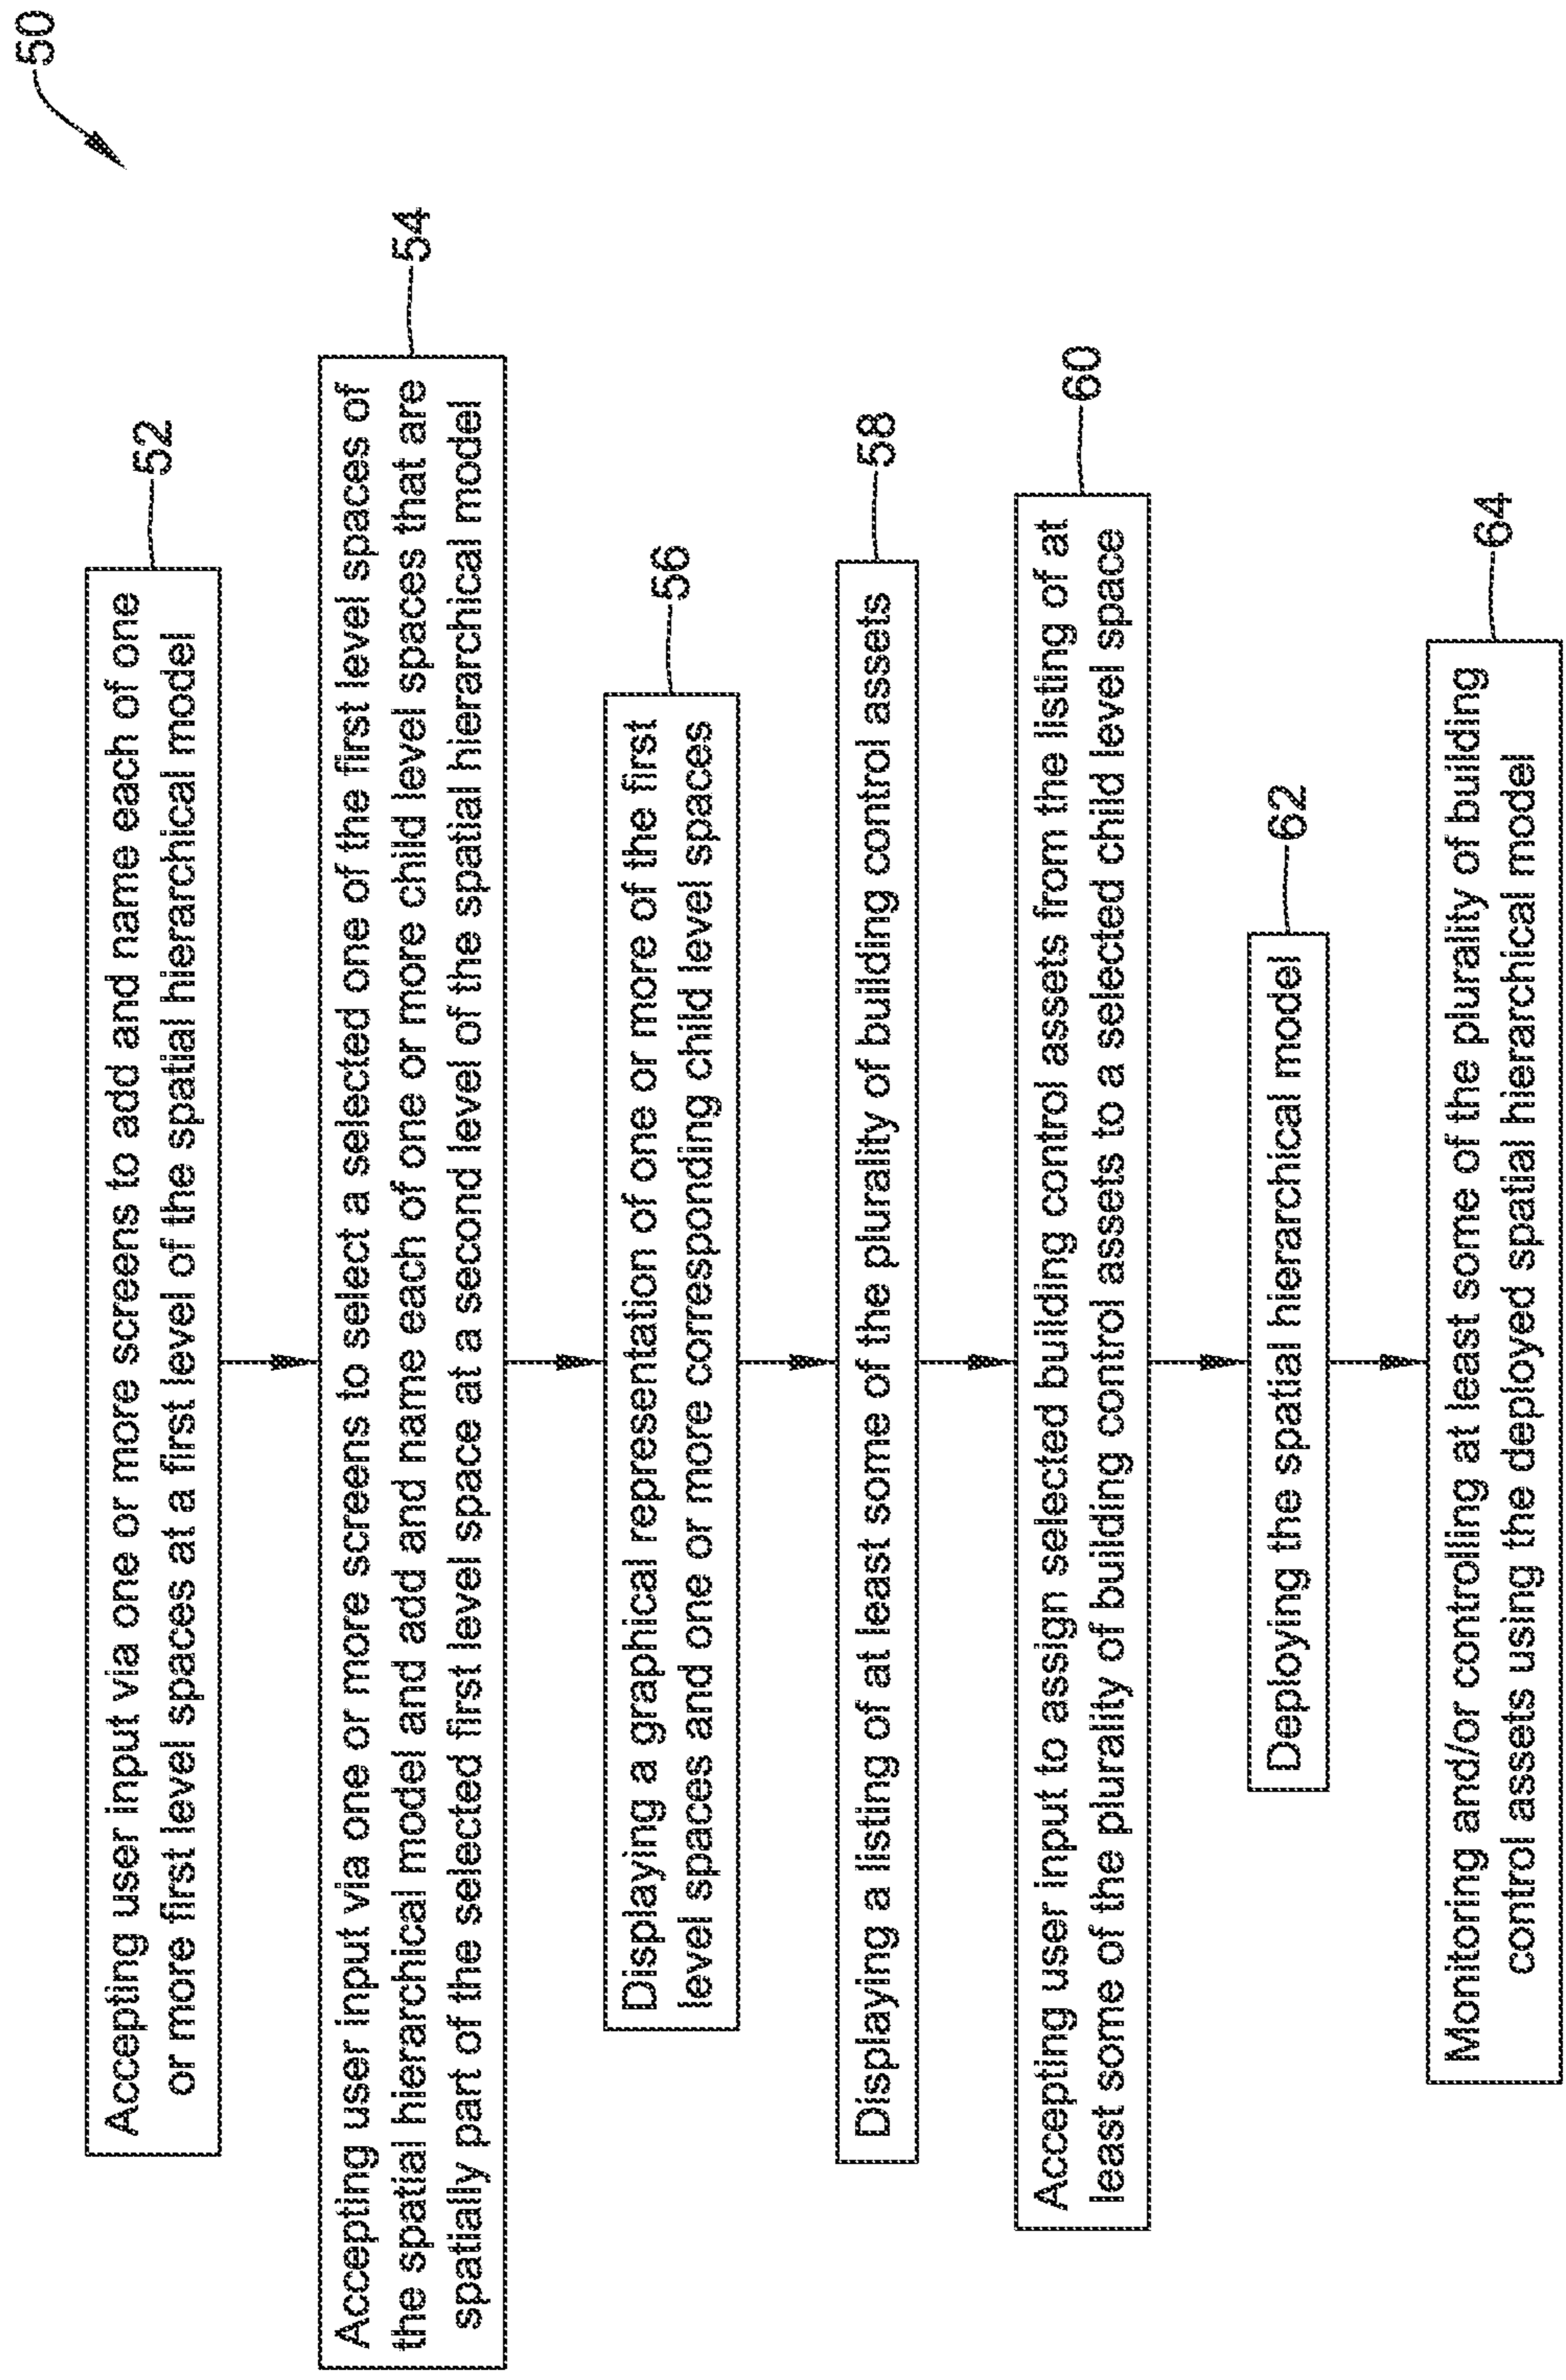 50
Accepting user input via one or more screens to add and name each of one
or more first level spaces at a first level of the spatial hierarchical model
52
Accepting user input via one or more screens to select a selected one of the first level spaces of
the spatial hierarchical model and add and name each of one or more child level spaces that are
spatially part of the selected first level space at a second level of the spatial hierarchical model
54
Displaying a graphical representation of one or more of the first
level spaces and one or more corresponding child level spaces
56
Displaying a listing of at least some of the plurality of building control assets
58
Accepting user input to assign selected building control assets from the listing of at
least some of the plurality of building control assets to a selected child level space
60
Deploying the spatial hierarchical model
62
Monitoring and/or controlling at least some of the plurality of building
control assets using the deployed spatial hierarchical model
64